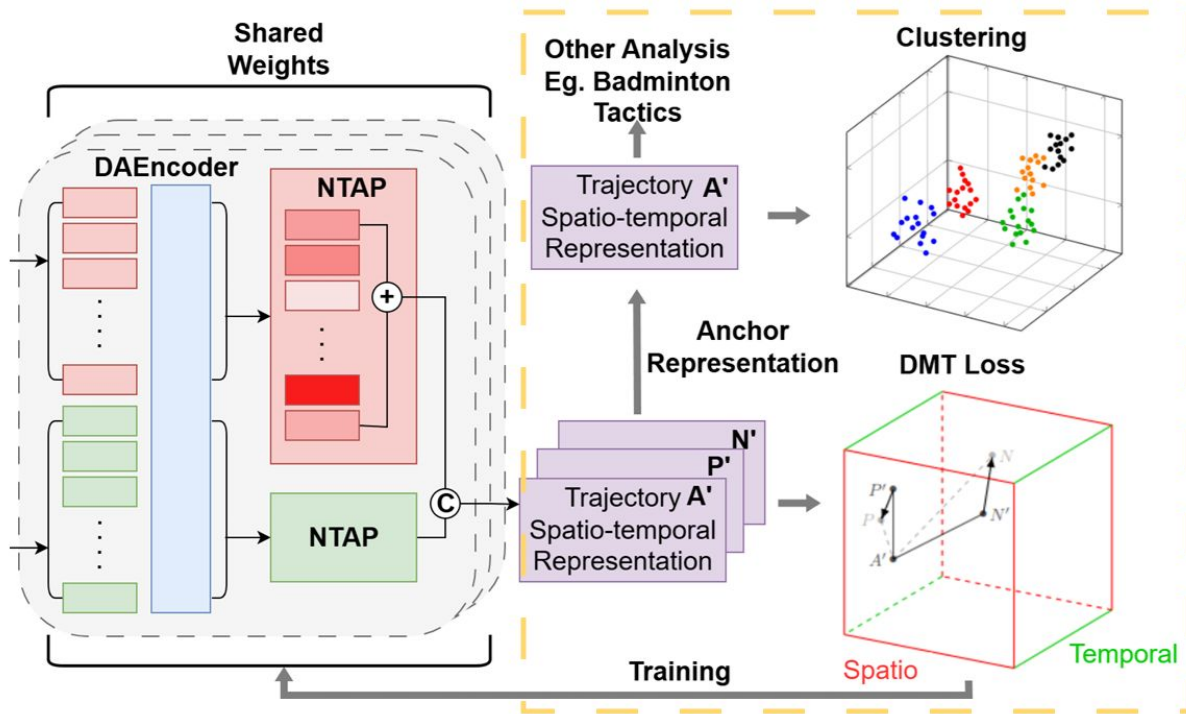 Shared
Weights
DAEncoder
NTAP
+
NTAP
C
Other Analysis
Eg. Badminton
Tactics
Trajectory A'
Spatio-temporal
Representation
Clustering
Anchor
Representation
N'
P'
Trajectory A'
Spatio-temporal
Representation
DMT Loss
N
P'
P
N'
A'
Spatio
Temporal
Training